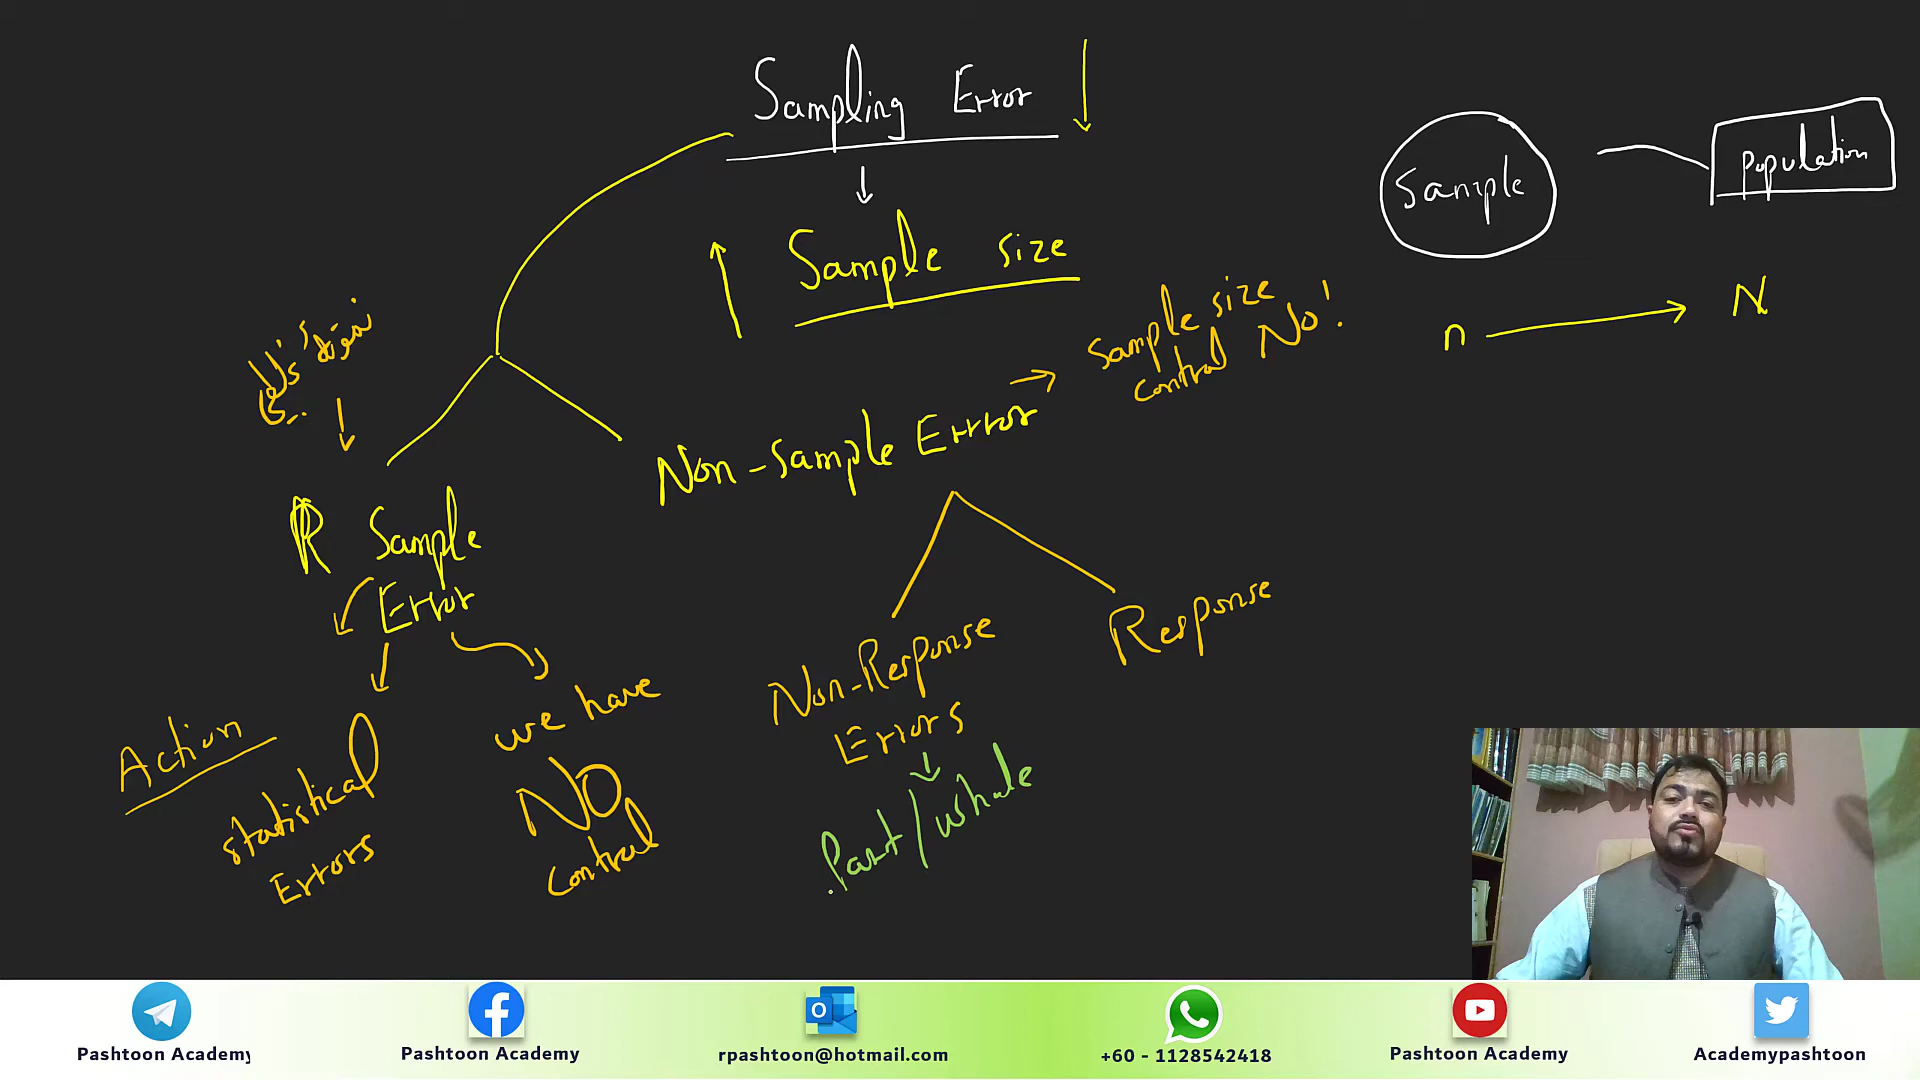 Sampling Error
Sample
Population
Sample size
n
N
Sample size
control No!
Non-Sample Errror
R Sample
Error
Action
statistical
Errors
we have
No
control
Non-Response
Errors
Part/whole
Response
Pashtoon Academy
Pashtoon Academy
rpashtoon@hotmail.com
+60 - 1128542418
Pashtoon Academy
Academypashtoon